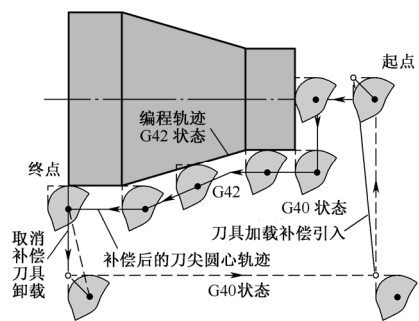 起点
编程轨迹
G42 状态
终点
G42
G40 状态
取消
补偿
刀具
卸载
刀具加载补偿引入
补偿后的刀尖圆心轨迹
G40状态